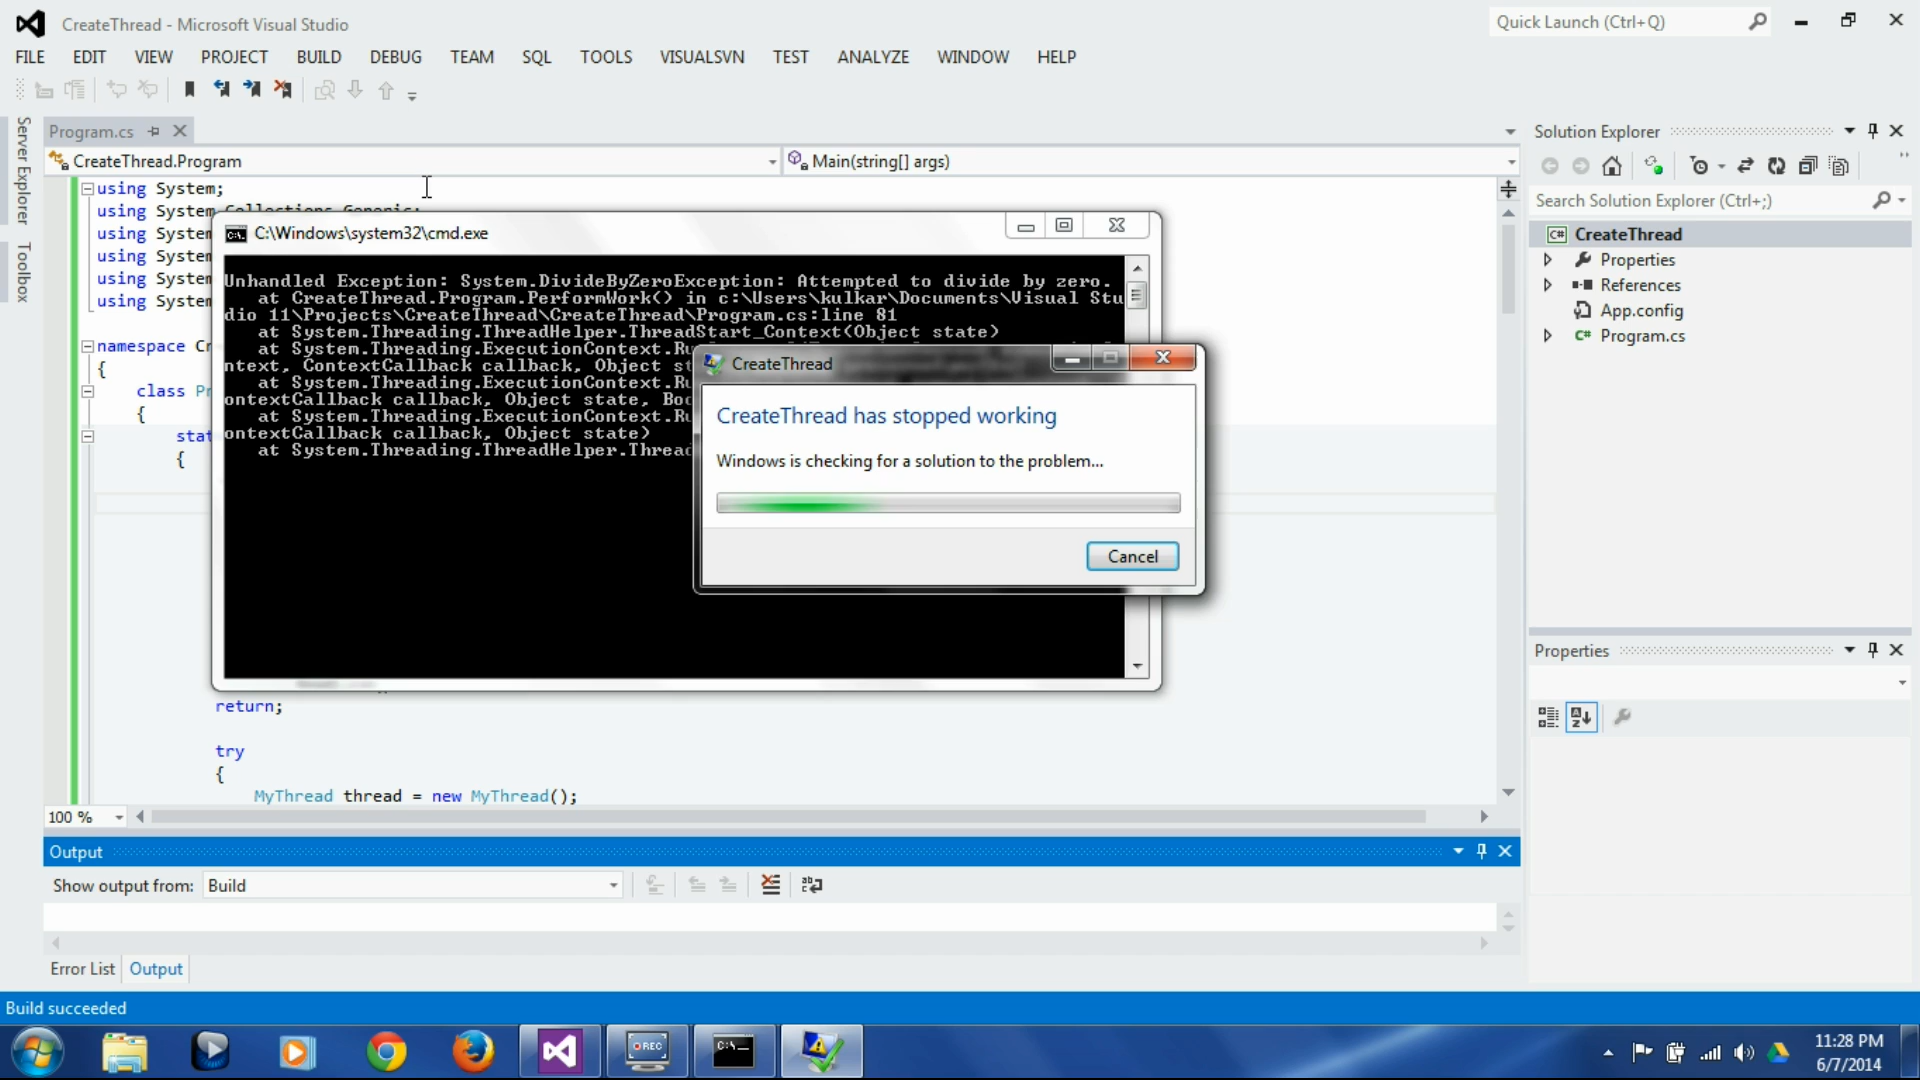 CreateThread - Microsoft Visual Studio
Quick Launch (Ctrl+Q)
FILE EDIT VIEW PROJECT BUILD DEBUG TEAM SQL TOOLS VISUALSVN TEST ANALYZE WINDOW HELP
Server Explorer
Toolbox
Program.cs
CreateThread.Program
Main(string[] args)
using System;
using System.Collections.Generic;
using System
using System
using System
using System
namespace Cr
{
class Pr
{
stat
{
return;
try
{
MyThread thread = new MyThread();
C:\Windows\system32\cmd.exe
Unhandled Exception: System.DivideByZeroException: Attempted to divide by zero.
at CreateThread.Program.PerformWork() in c:\Users\kulkar\Documents\Visual Stu
dio 11\Projects\CreateThread\CreateThread\Program.cs:line 81
at System.Threading.ThreadHelper.ThreadStart_Context(Object state)
at System.Threading.ExecutionContext.Ru
ntext, ContextCallback callback, Object st
at System.Threading.ExecutionContext.Ru
ontextCallback callback, Object state, Boo
at System.Threading.ExecutionContext.Ru
ontextCallback callback, Object state)
at System.Threading.ThreadHelper.Thread
CreateThread
CreateThread has stopped working
Windows is checking for a solution to the problem...
Cancel
100 %
Output
Show output from: Build
Error List Output
Build succeeded
Solution Explorer
Search Solution Explorer (Ctrl+;)
CreateThread
Properties
References
App.config
Program.cs
Properties
REC
11:28 PM
6/7/2014